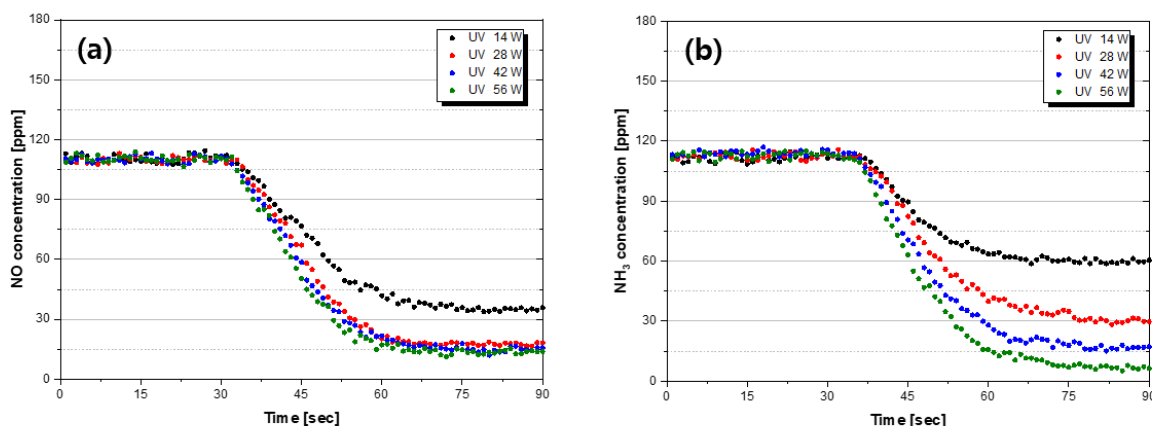 (a)
UV 14 W
UV 28 W
UV 42 W
UV 56 W
180
150
120
90
60
30
0
NO concentration [ppm]
0 15 30 45 60 75 90
Time [sec]
(b)
UV 14 W
UV 28 W
UV 42 W
UV 56 W
180
150
120
90
60
30
0
NH₃ concentration [ppm]
0 15 30 45 60 75 90
Time [sec]